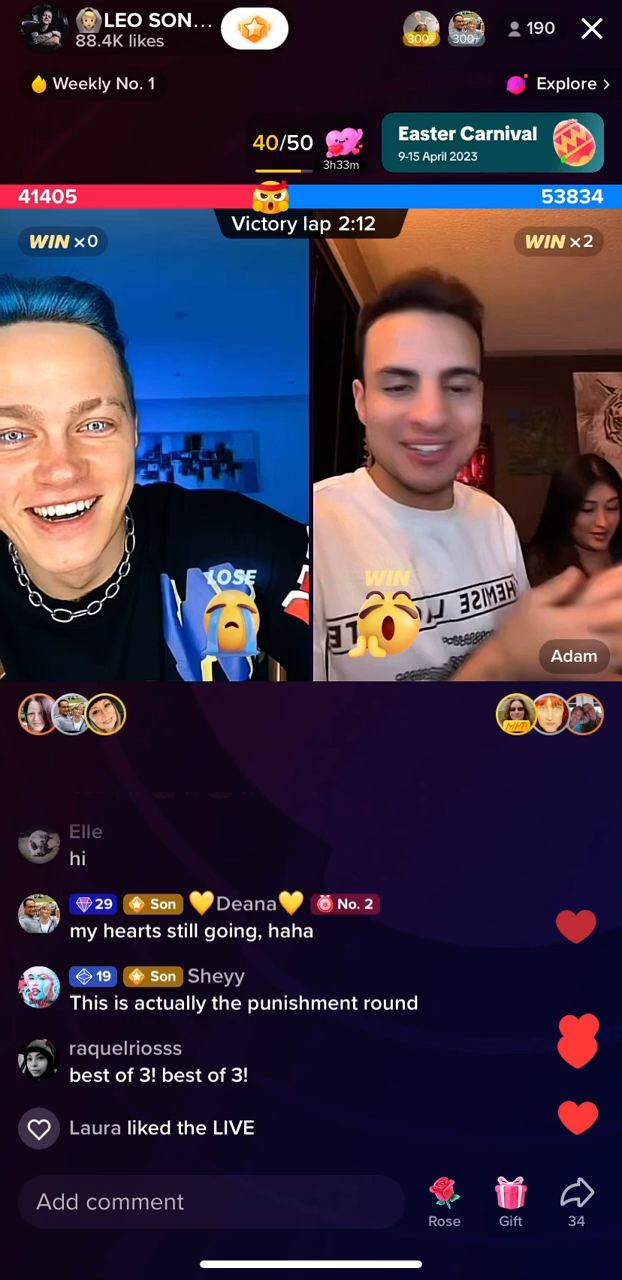 LEO SON...
88.4K likes
300+
300+
190
Weekly No. 1
Explore >
40/50
3h33m
Easter Carnival
9-15 April 2023
41405
53834
Victory lap 2:12
WIN x0
WIN x2
LOSE
WIN
Adam
MVP
Elle
hi
29 Son 💛Deana💛 No. 2
my hearts still going, haha
19 Son Sheyy
This is actually the punishment round
raquelriosss
best of 3! best of 3!
Laura liked the LIVE
Add comment
Rose
Gift
34